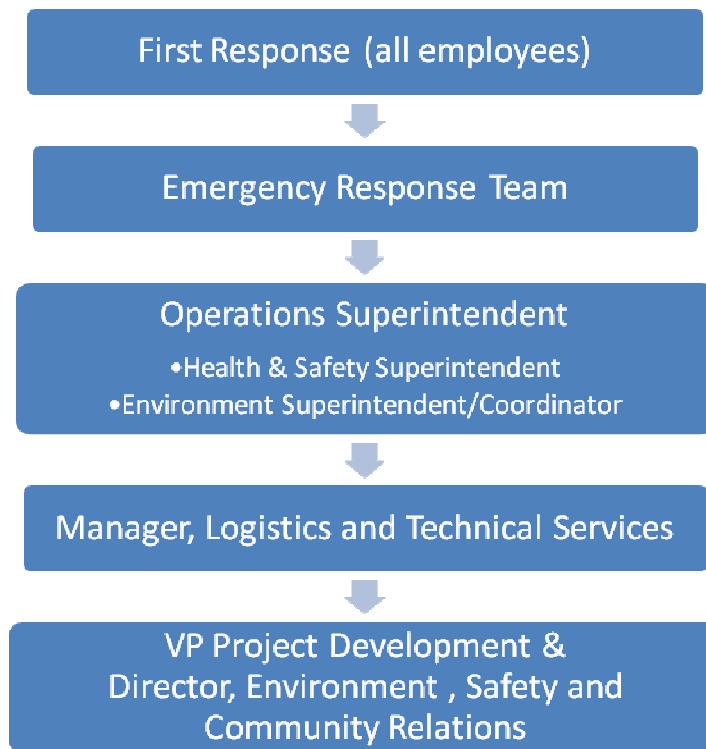 First Response (all employees)
Emergency Response Team
Operations Superintendent
•Health & Safety Superintendent
•Environment Superintendent/Coordinator
Manager, Logistics and Technical Services
VP Project Development &
Director, Environment , Safety and
Community Relations